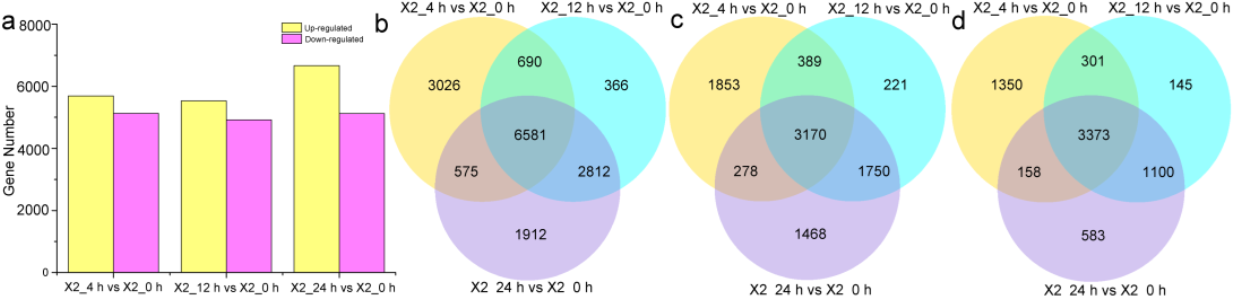 a
8000
6000
4000
2000
0
Gene Number
Up-regulated
Down-regulated
X2_4 h vs X2_0 h
X2_12 h vs X2_0 h
X2_24 h vs X2_0 h
b
X2_4 h vs X2_0 h
X2_12 h vs X2_0 h
3026
690
366
6581
575
2812
1912
X2 24 h vs X2 0 h
c
X2_4 h vs X2_0 h
X2_12 h vs X2_0 h
1853
389
221
3170
278
1750
1468
X2 24 h vs X2 0 h
d
X2_4 h vs X2_0 h
X2_12 h vs X2_0 h
1350
301
145
3373
158
1100
583
X2 24 h vs X2 0 h